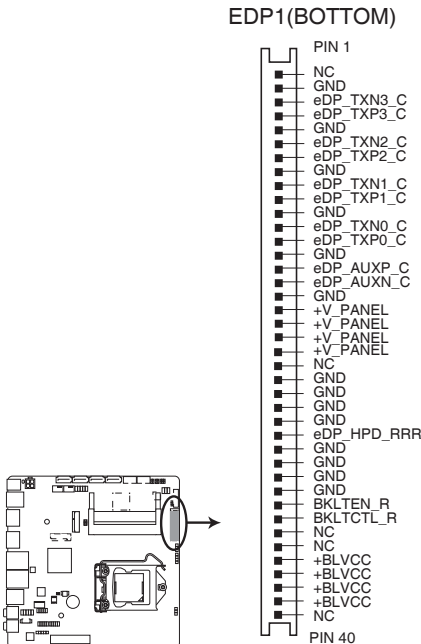 EDP1(BOTTOM)
PIN 1
NC
GND
eDP_TXN3_C
eDP_TXP3_C
GND
eDP_TXN2_C
eDP_TXP2_C
GND
eDP_TXN1_C
eDP_TXP1_C
GND
eDP_TXN0_C
eDP_TXP0_C
GND
eDP_AUXP_C
eDP_AUXN_C
GND
+V_PANEL
+V_PANEL
+V_PANEL
+V_PANEL
NC
GND
GND
GND
GND
eDP_HPD_RRR
GND
GND
GND
GND
BKLTEN_R
BKLTCTL_R
NC
NC
+BLVCC
+BLVCC
+BLVCC
+BLVCC
NC
PIN 40